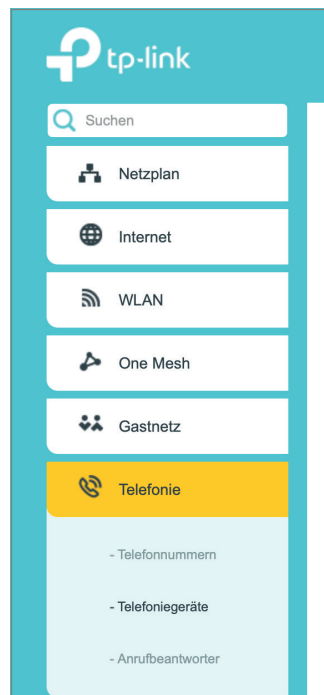 tp-link
Suchen
Netzplan
Internet
WLAN
One Mesh
Gastnetz
Telefonie
- Telefonnummern
- Telefoniegeräte
- Anrufbeantworter